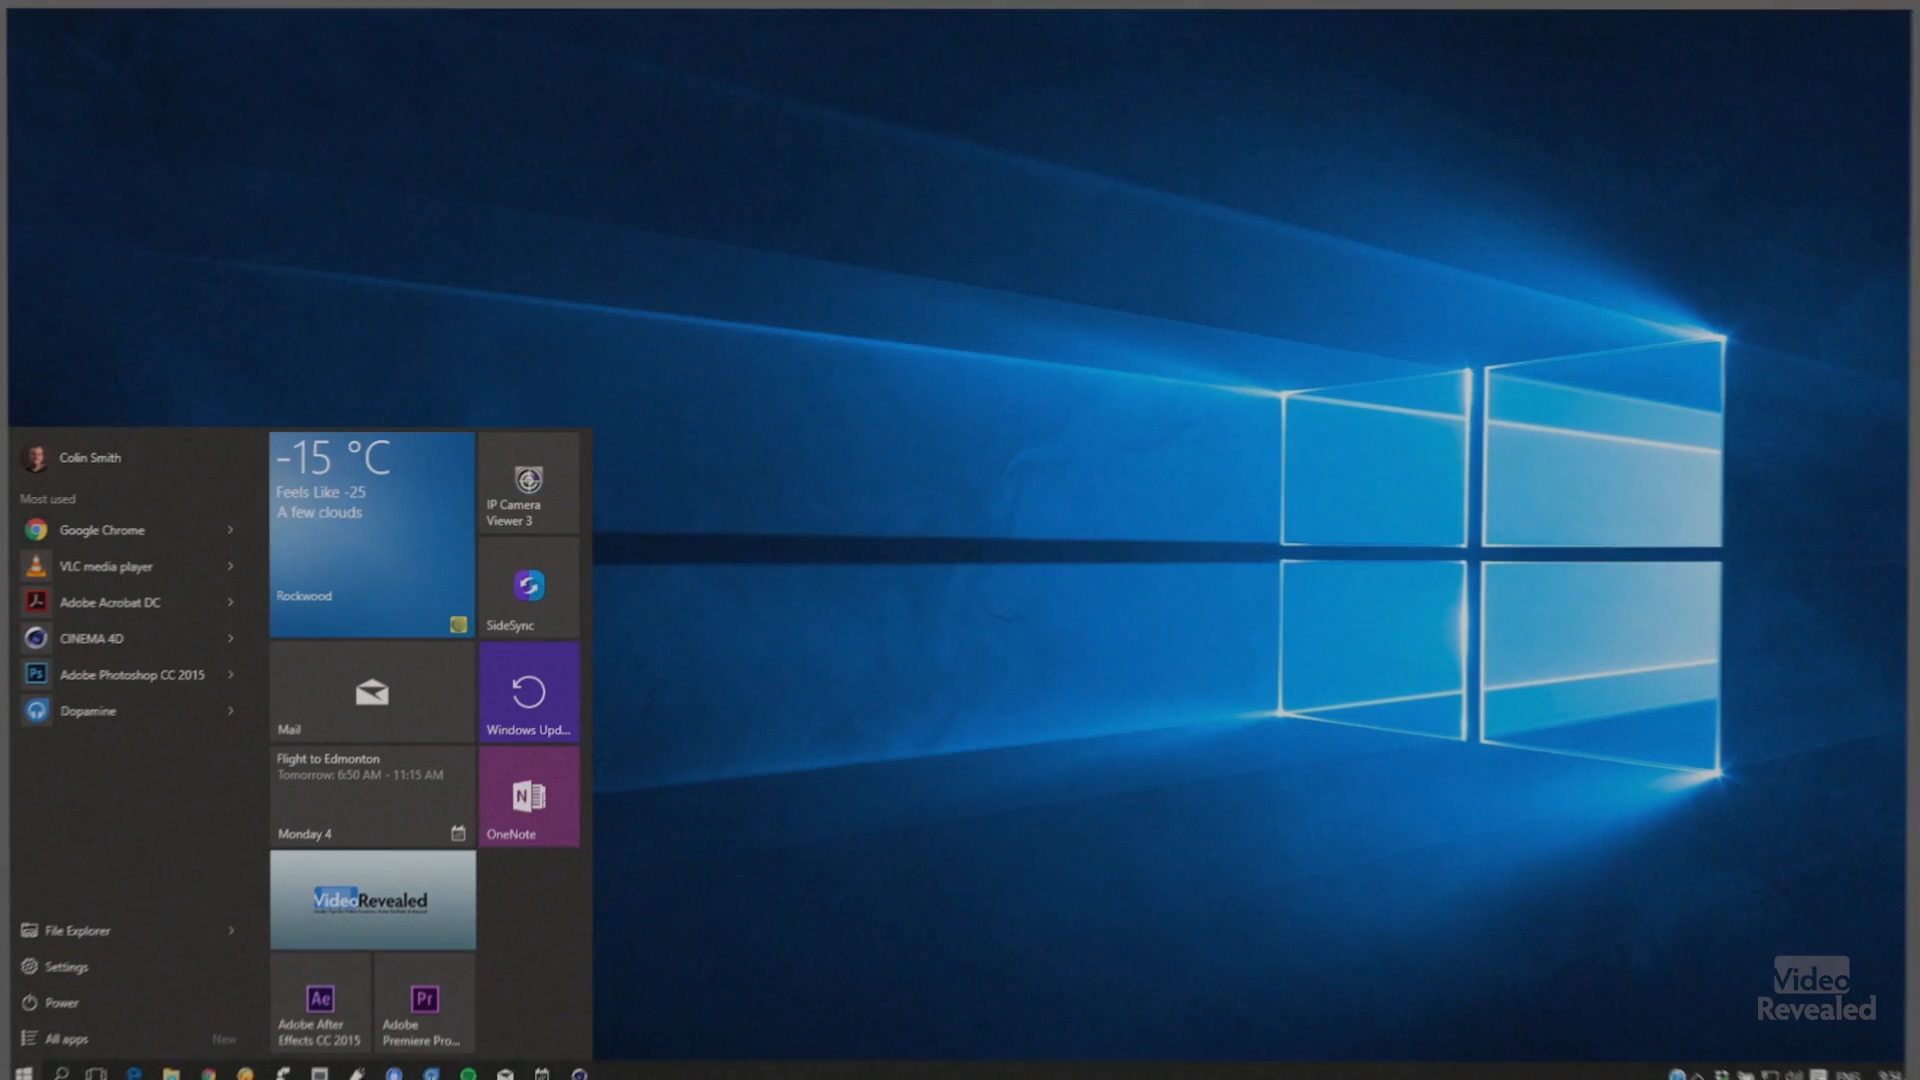 Colin Smith
Most used
Google Chrome
VLC media player
Adobe Acrobat DC
CINEMA 4D
Ps Adobe Photoshop CC 2015
Dopamine
File Explorer
Settings
Power
All apps
New
-15 °C
Feels Like -25
A few clouds
Rockwood
IP Camera
Viewer 3
SideSync
Mail
Windows Upd...
Flight to Edmonton
Tomorrow: 6:50 AM - 11:15 AM
Monday 4
N
OneNote
VideoRevealed
Ae
Adobe After
Effects CC 2015
Pr
Adobe
Premiere Pro...
Video
Revealed